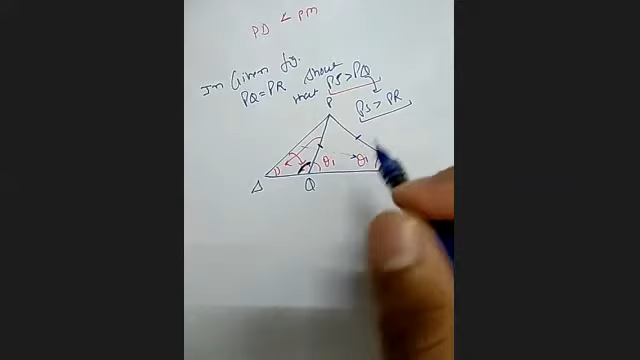 PD < PM
In Given fig.
PQ = PR Show
that PS > PQ
PS > PR
P
θ1 θ1
Q